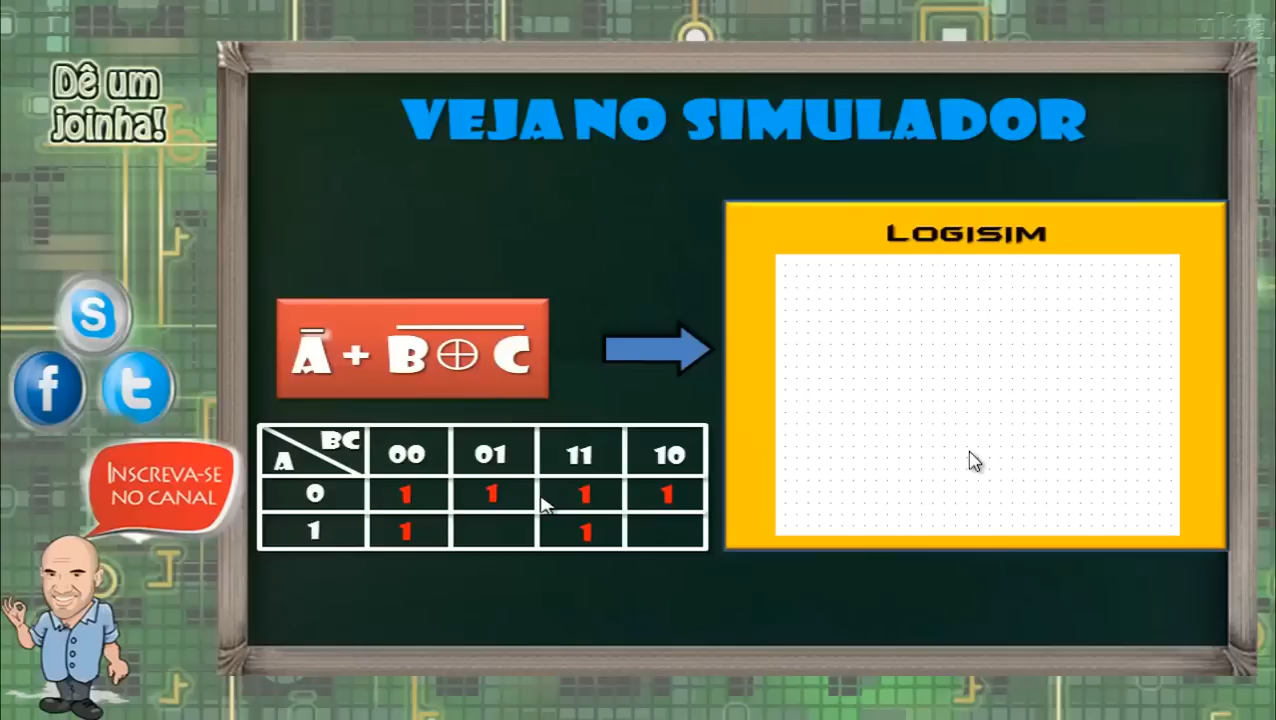 ultra
Dê um
joinha!
VEJA NO SIMULADOR
LOGISIM
Ā + B̅ ̅⊕̅ ̅C̅
BC
A
00 01 11 10
0 1 1 1 1
1 1 1
INSCREVA-SE
NO CANAL